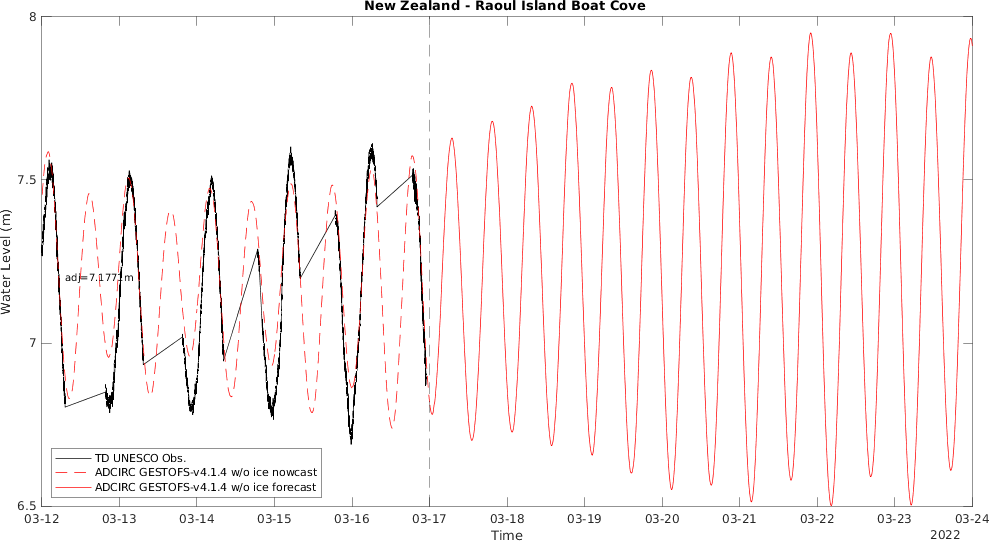 New Zealand - Raoul Island Boat Cove
8
7.5
7
6.5
Water Level (m)
adj=7.1771m
TD UNESCO Obs.
ADCIRC GESTOFS-v4.1.4 w/o ice nowcast
ADCIRC GESTOFS-v4.1.4 w/o ice forecast
03-12 03-13 03-14 03-15 03-16 03-17 03-18 03-19 03-20 03-21 03-22 03-23 03-24
Time
2022